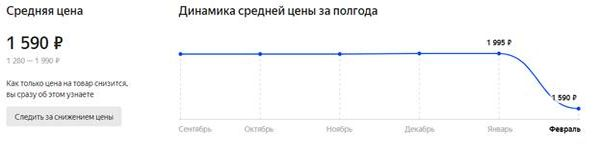 Средняя цена
1 590 ₽
1 280 — 1 990 ₽
Как только цена на товар снизится,
вы сразу об этом узнаете
Следить за снижением цены
Динамика средней цены за полгода
1 995 ₽
1 590 ₽
Сентябрь Октябрь Ноябрь Декабрь Январь Февраль